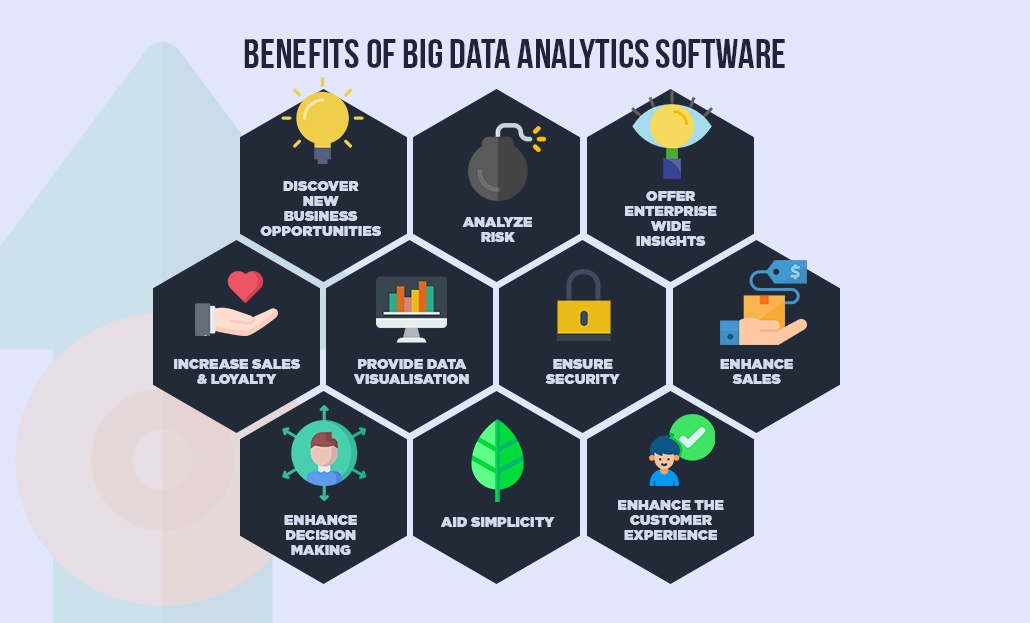 BENEFITS OF BIG DATA ANALYTICS SOFTWARE
DISCOVER
NEW
BUSINESS
OPPORTUNITIES
ANALYZE
RISK
OFFER
ENTERPRISE
WIDE
INSIGHTS
$
INCREASE SALES
& LOYALTY
PROVIDE DATA
VISUALISATION
ENSURE
SECURITY
ENHANCE
SALES
ENHANCE
DECISION
MAKING
AID SIMPLICITY
ENHANCE THE
CUSTOMER
EXPERIENCE